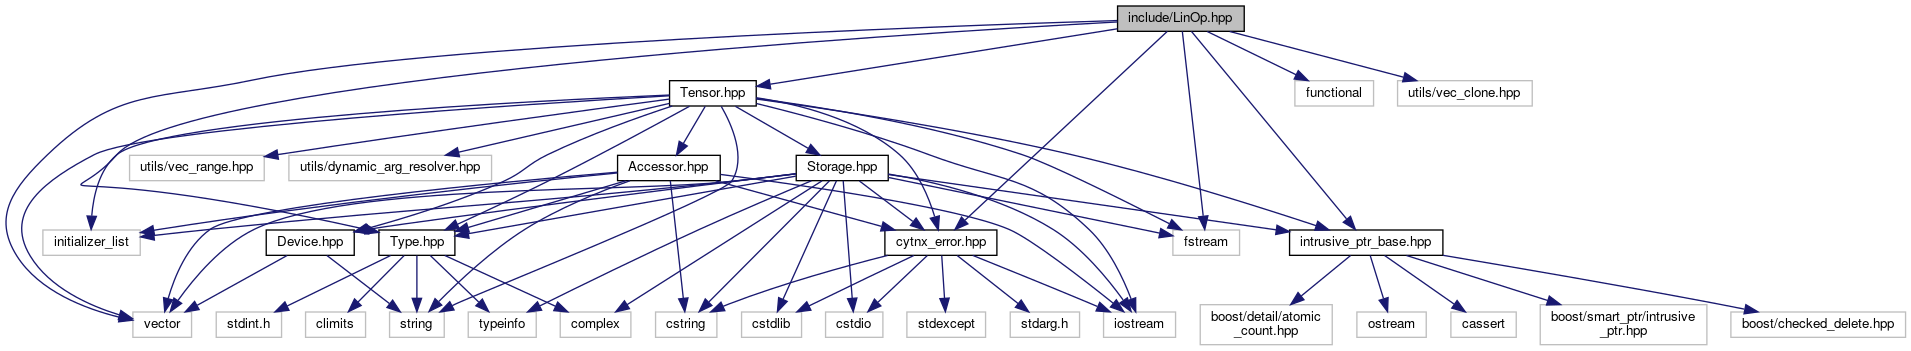 include/LinOp.hpp
Tensor.hpp
functional
utils/vec_clone.hpp
utils/vec_range.hpp
utils/dynamic_arg_resolver.hpp
Accessor.hpp
Storage.hpp
initializer_list
Device.hpp
Type.hpp
cytnx_error.hpp
fstream
intrusive_ptr_base.hpp
vector
stdint.h
climits
string
typeinfo
complex
cstring
cstdlib
cstdio
stdexcept
stdarg.h
iostream
boost/detail/atomic
_count.hpp
ostream
cassert
boost/smart_ptr/intrusive
_ptr.hpp
boost/checked_delete.hpp